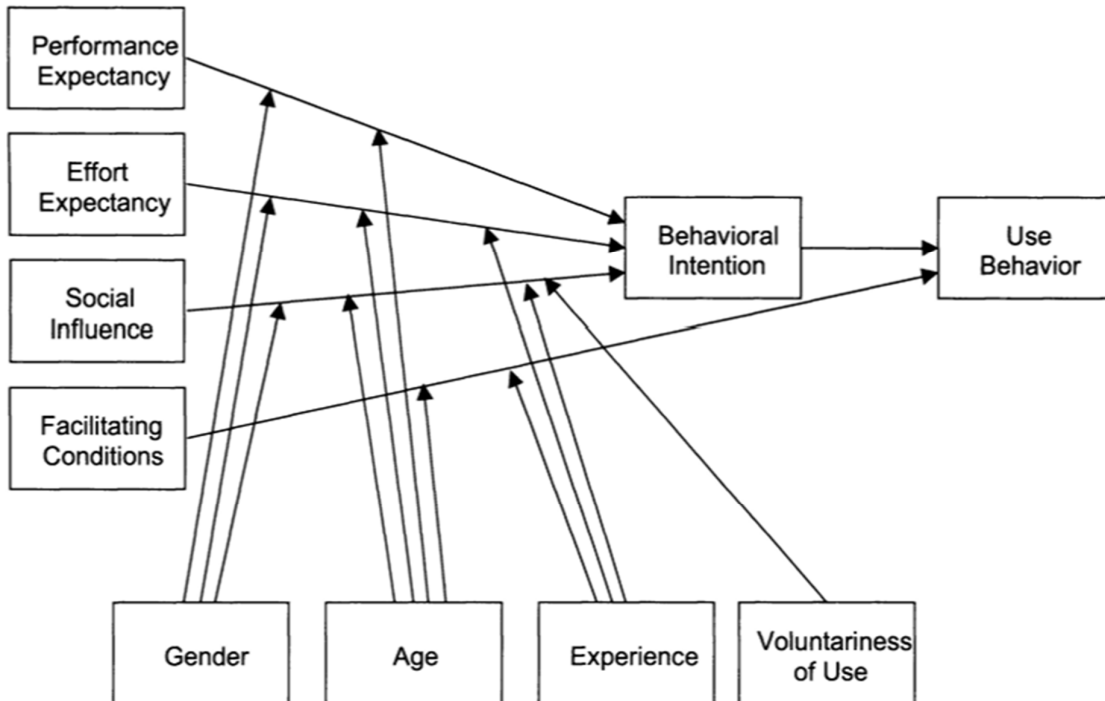 Performance
Expectancy
Effort
Expectancy
Social
Influence
Facilitating
Conditions
Behavioral
Intention
Use
Behavior
Gender
Age
Experience
Voluntariness
of Use